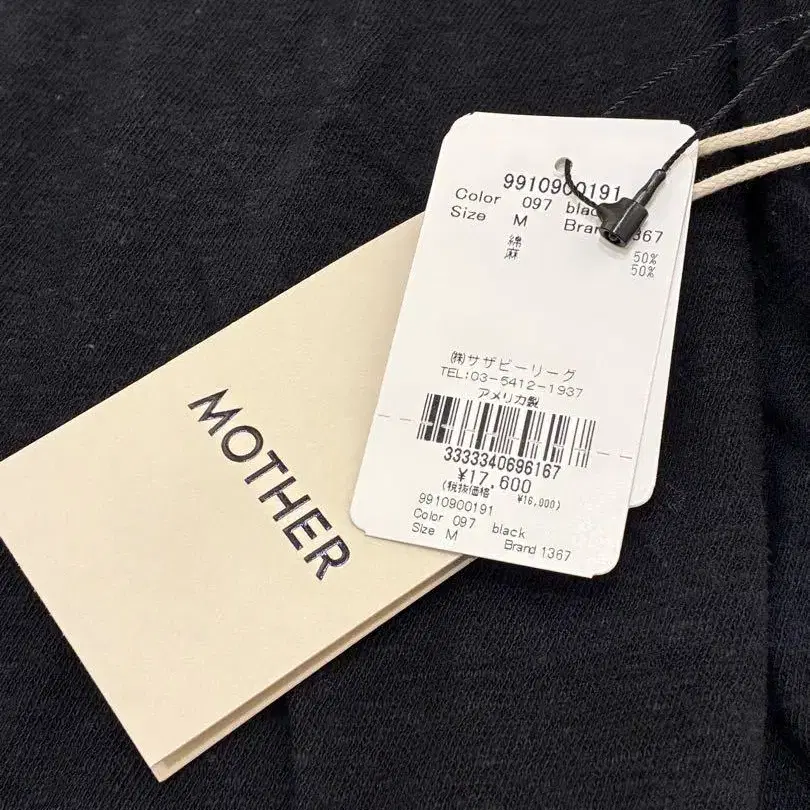 MOTHER
9910900191
Color 097 black
Size M Brand 1367
綿 50%
麻 50%
㈱サザビーリーグ
TEL:03-5412-1937
アメリカ製
3333340696167
¥17,600
(税抜価格 ¥16,000)
9910900191
Color 097 black
Size M Brand 1367